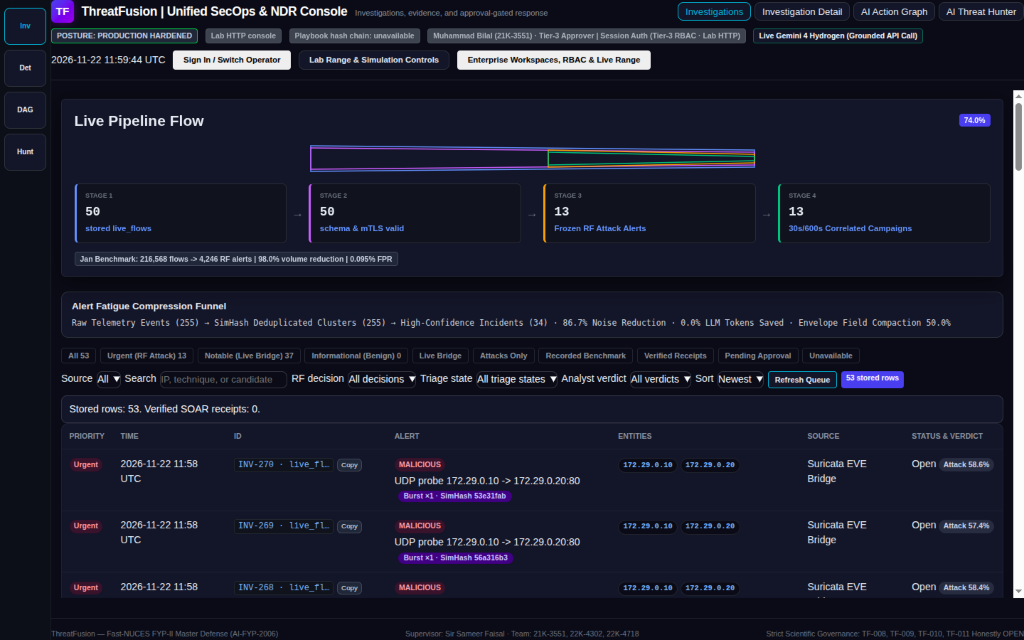 Inv
Det
DAG
Hunt
TF
ThreatFusion | Unified SecOps & NDR Console
Investigations, evidence, and approval-gated response
Investigations
Investigation Detail
AI Action Graph
AI Threat Hunter
POSTURE: PRODUCTION HARDENED
Lab HTTP console
Playbook hash chain: unavailable
Muhammad Bilal (21K-3551) · Tier-3 Approver | Session Auth (Tier-3 RBAC · Lab HTTP)
Live Gemini 4 Hydrogen (Grounded API Call)
2026-11-22 11:59:44 UTC
Sign In / Switch Operator
Lab Range & Simulation Controls
Enterprise Workspaces, RBAC & Live Range
Live Pipeline Flow
74.0%
STAGE 1
50
stored live_flows
→
STAGE 2
50
schema & mTLS valid
→
STAGE 3
13
Frozen RF Attack Alerts
→
STAGE 4
13
30s/600s Correlated Campaigns
Jan Benchmark: 216,568 flows -> 4,246 RF alerts | 98.0% volume reduction | 0.095% FPR
Alert Fatigue Compression Funnel
Raw Telemetry Events (255) → SimHash Deduplicated Clusters (255) → High-Confidence Incidents (34) · 86.7% Noise Reduction · 0.0% LLM Tokens Saved · Envelope Field Compaction 50.0%
All 53
Urgent (RF Attack) 13
Notable (Live Bridge) 37
Informational (Benign) 0
Live Bridge
Attacks Only
Recorded Benchmark
Verified Receipts
Pending Approval
Unavailable
Source All ▼ Search IP, technique, or candidate RF decision All decisions ▼ Triage state All triage states ▼ Analyst verdict All verdicts ▼ Sort Newest ▼ Refresh Queue 53 stored rows
Stored rows: 53. Verified SOAR receipts: 0.
PRIORITY TIME ID ALERT ENTITIES SOURCE STATUS & VERDICT
Urgent
2026-11-22 11:58 UTC
INV-270 · live_fl… Copy
MALICIOUS
UDP probe 172.29.0.10 -> 172.29.0.20:80
Burst ×1 · SimHash 53e31fab
172.29.0.10 172.29.0.20
Suricata EVE Bridge
Open Attack 58.6%
Urgent
2026-11-22 11:58 UTC
INV-269 · live_fl… Copy
MALICIOUS
UDP probe 172.29.0.10 -> 172.29.0.20:80
Burst ×1 · SimHash 56a316b3
172.29.0.10 172.29.0.20
Suricata EVE Bridge
Open Attack 57.4%
Urgent
2026-11-22 11:58
INV-268 · live_fl… Copy
MALICIOUS
172.29.0.10 172.29.0.20
Suricata EVE
Open Attack 58.4%
ThreatFusion — Fast-NUCES FYP-II Master Defense (AI-FYP-2006)
Supervisor: Sir Sameer Faisal · Team: 21K-3551, 22K-4302, 22K-4718
Strict Scientific Governance: TF-008, TF-009, TF-010, TF-011 Honestly OPEN